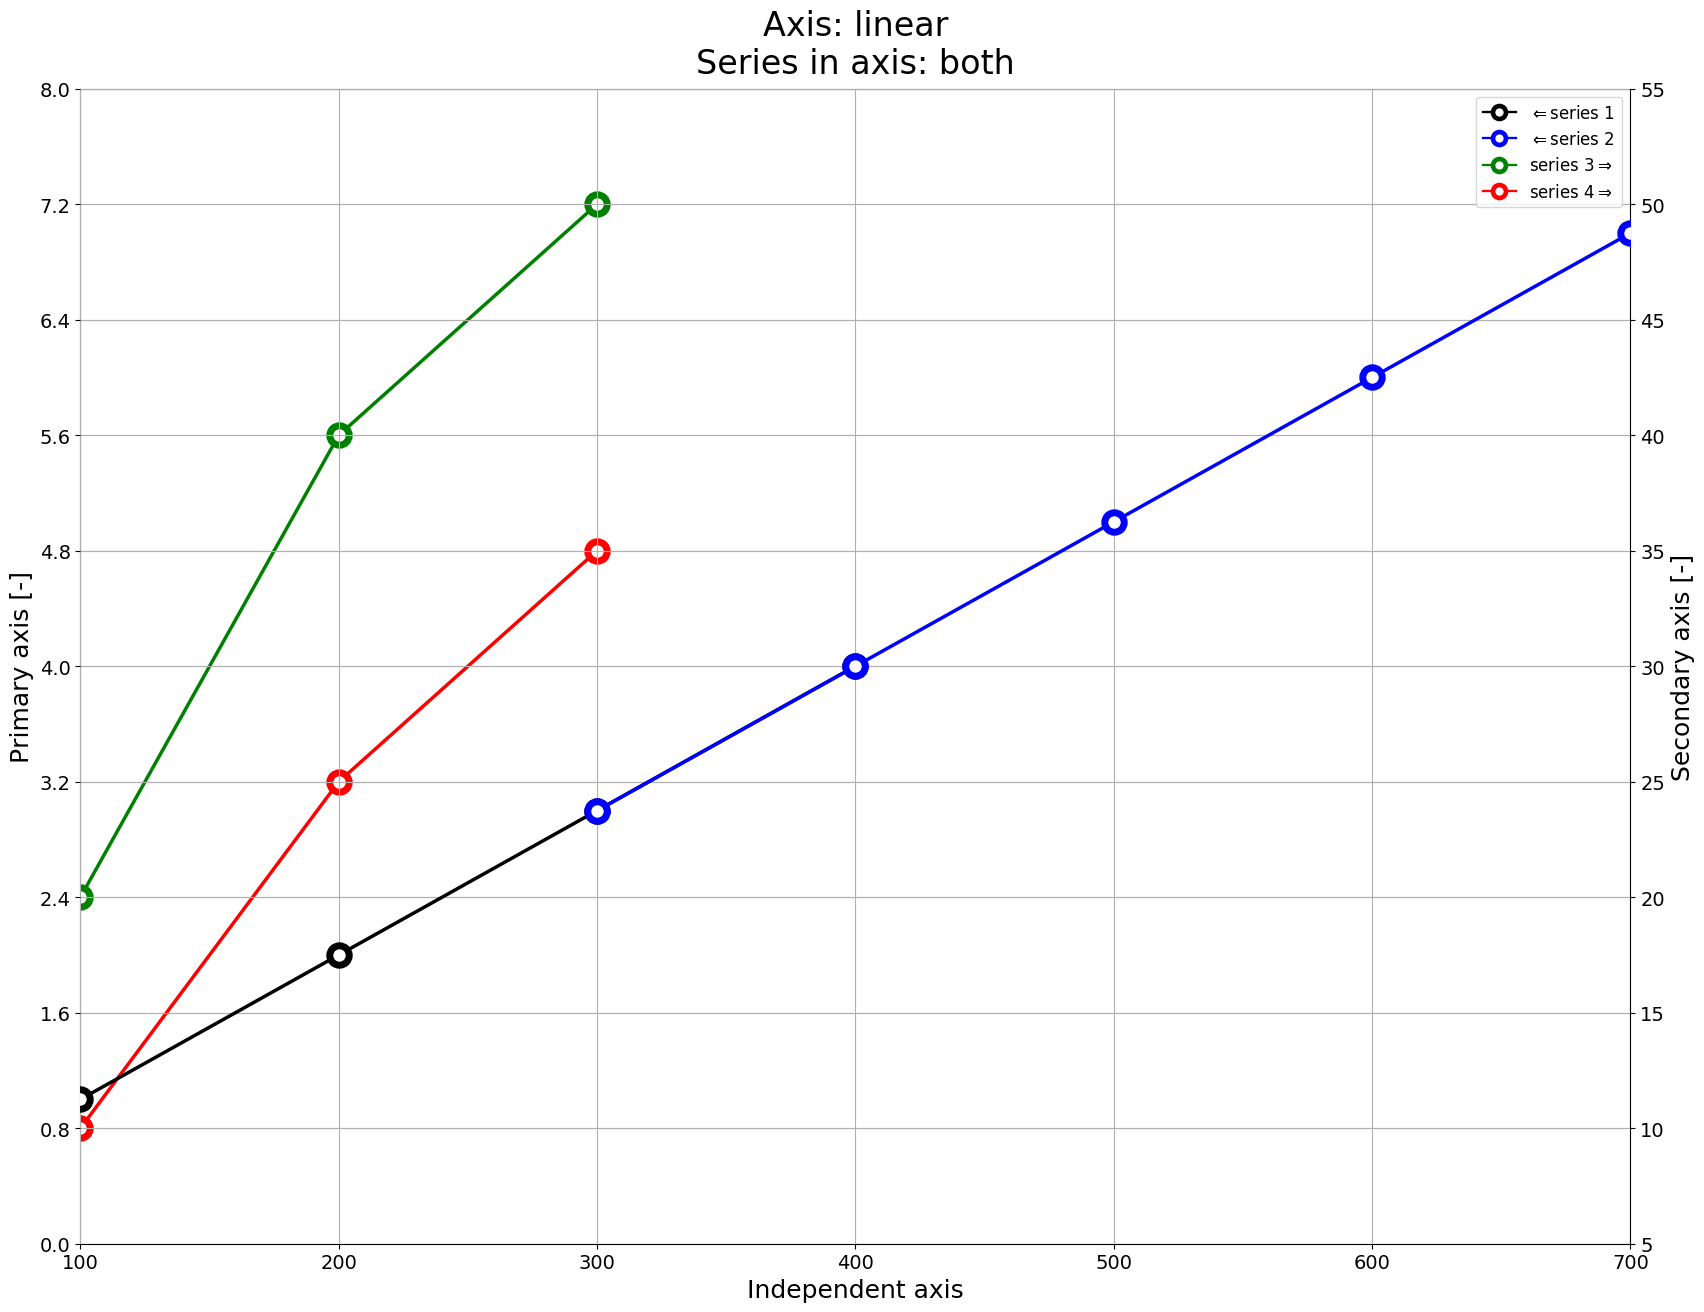 Axis: linear
Series in axis: both
8.0
7.2
6.4
5.6
4.8
4.0
3.2
2.4
1.6
0.8
0.0
Primary axis [-]
⇐series 1
⇐series 2
series 3⇒
series 4⇒
55
50
45
40
35
30
25
20
15
10
5
Secondary axis [-]
100 200 300 400 500 600 700
Independent axis